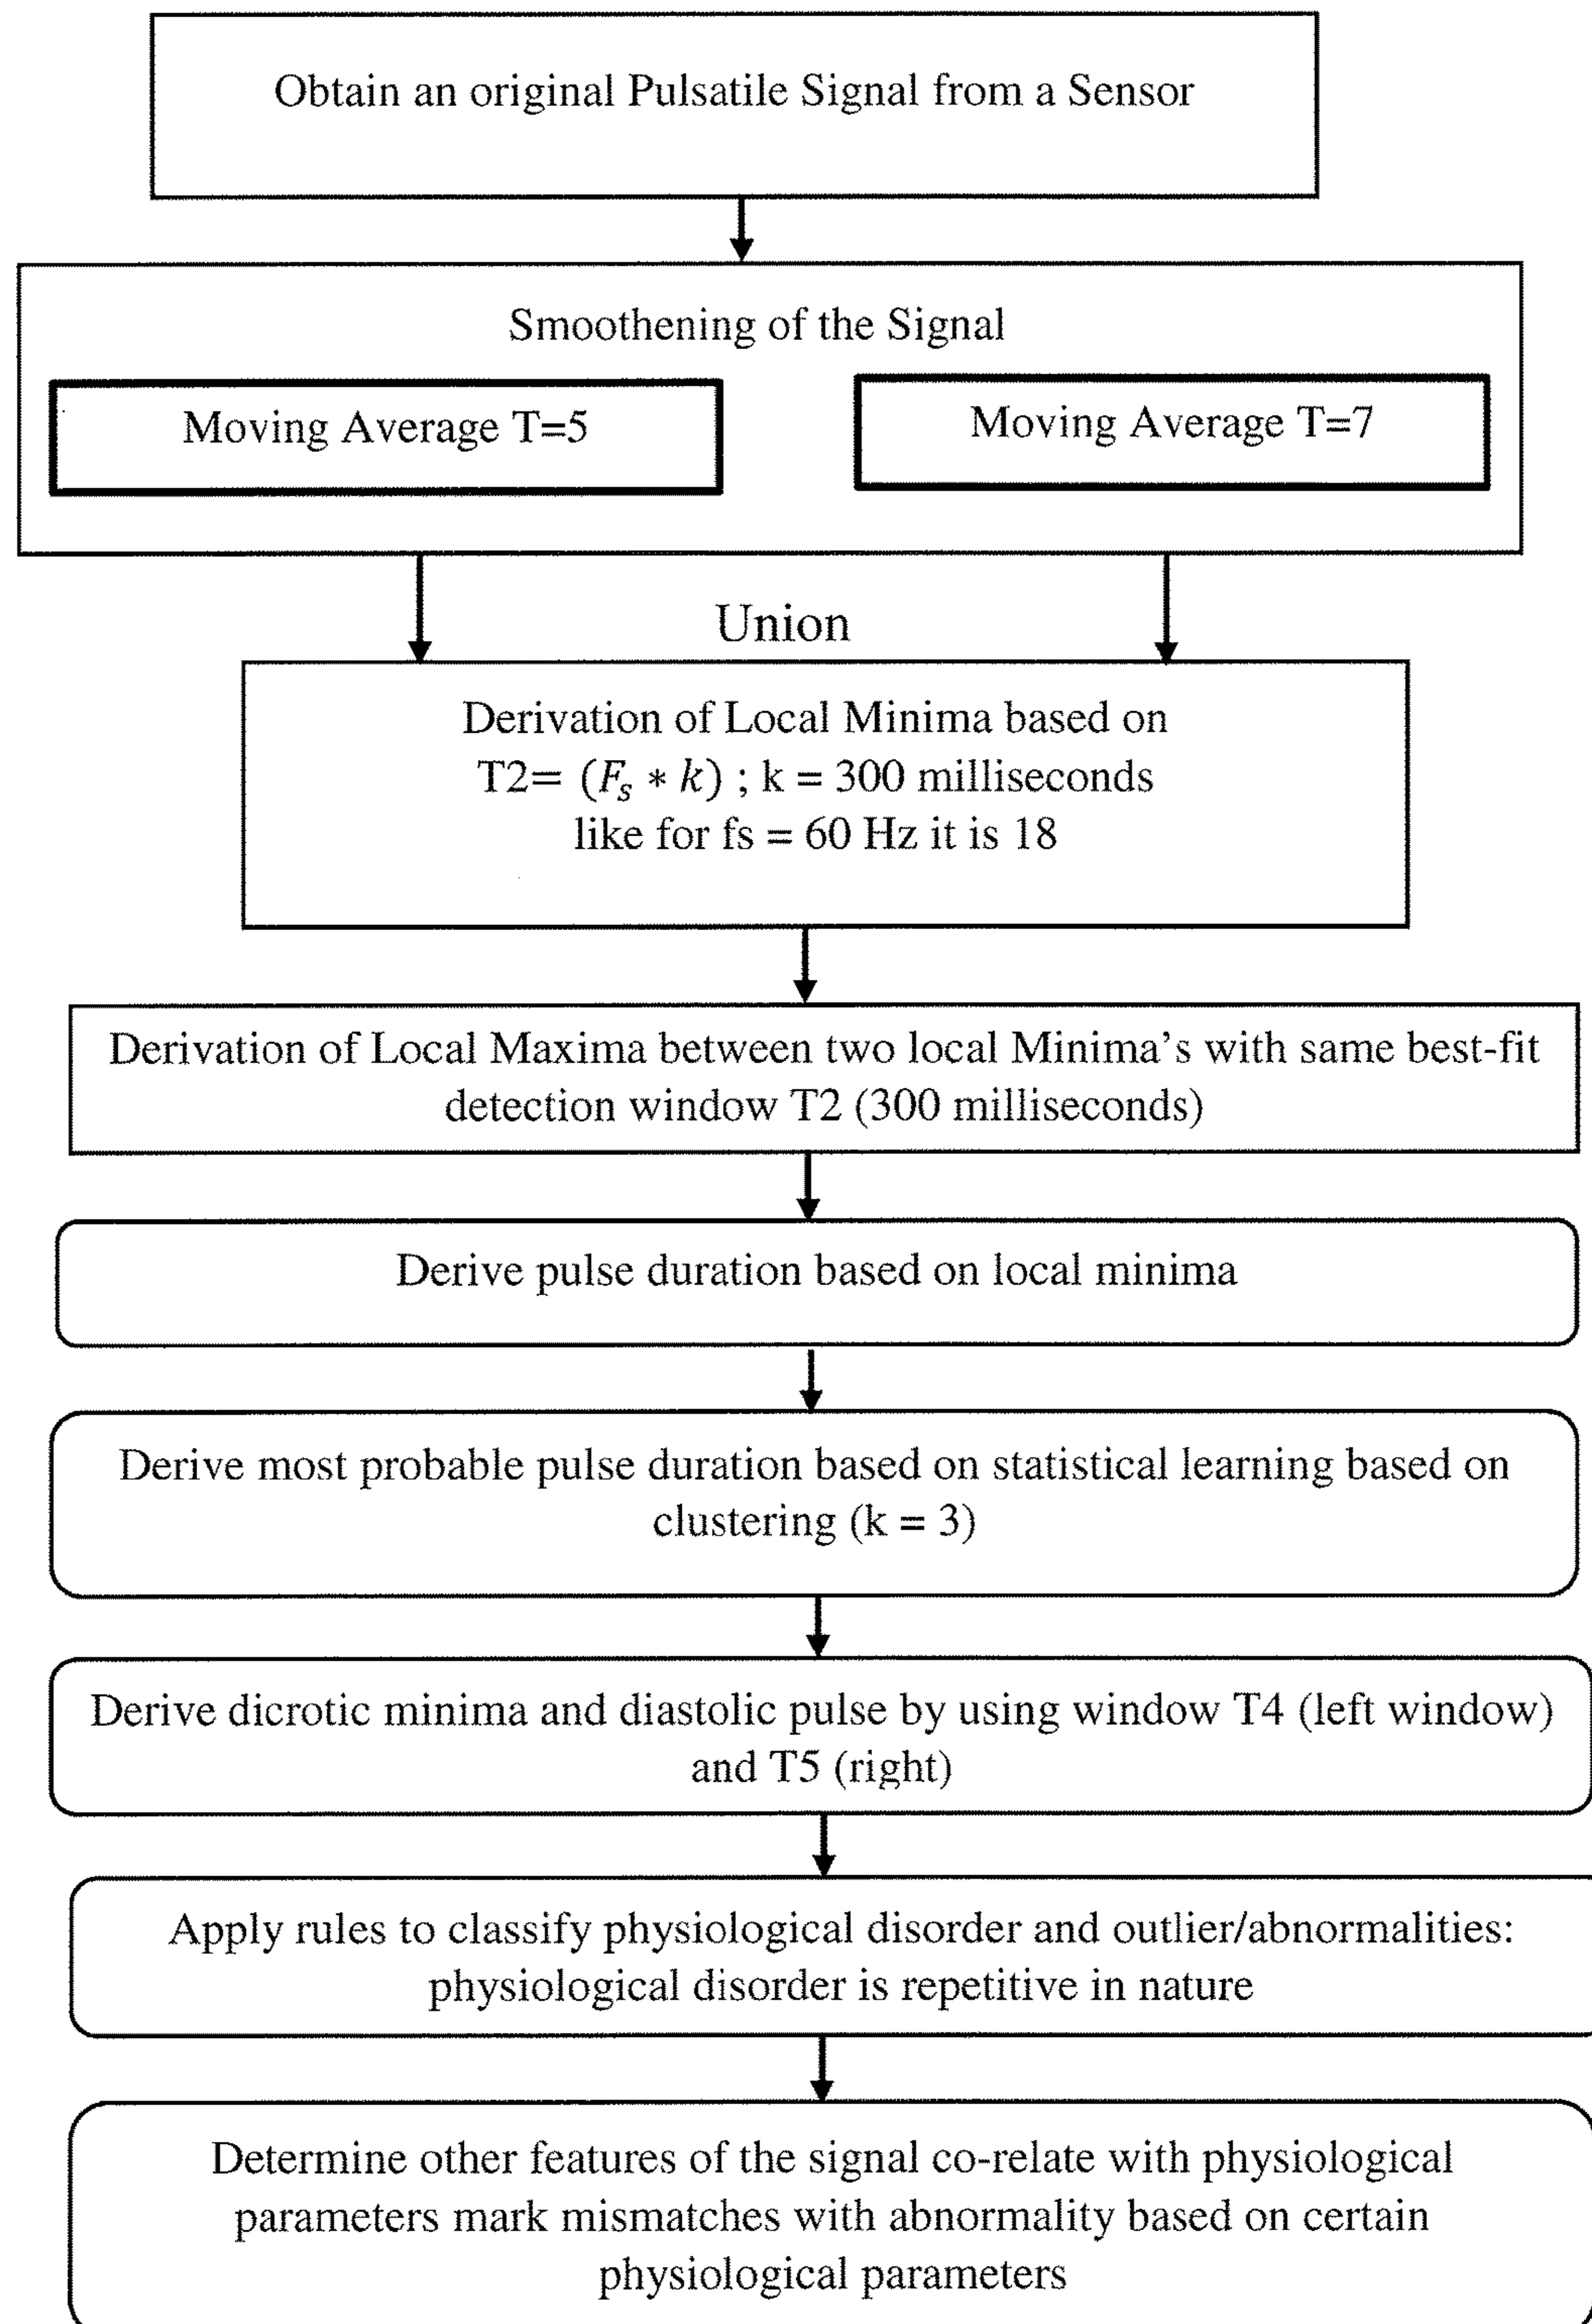 Obtain an original Pulsatile Signal from a Sensor
Smoothening of the Signal
Moving Average T=5
Moving Average T=7
Union
Derivation of Local Minima based on
T2= (Fₛ * k) ; k = 300 milliseconds
like for fs = 60 Hz it is 18
Derivation of Local Maxima between two local Minima's with same best-fit
detection window T2 (300 milliseconds)
Derive pulse duration based on local minima
Derive most probable pulse duration based on statistical learning based on
clustering (k = 3)
Derive dicrotic minima and diastolic pulse by using window T4 (left window)
and T5 (right)
Apply rules to classify physiological disorder and outlier/abnormalities:
physiological disorder is repetitive in nature
Determine other features of the signal co-relate with physiological
parameters mark mismatches with abnormality based on certain
physiological parameters